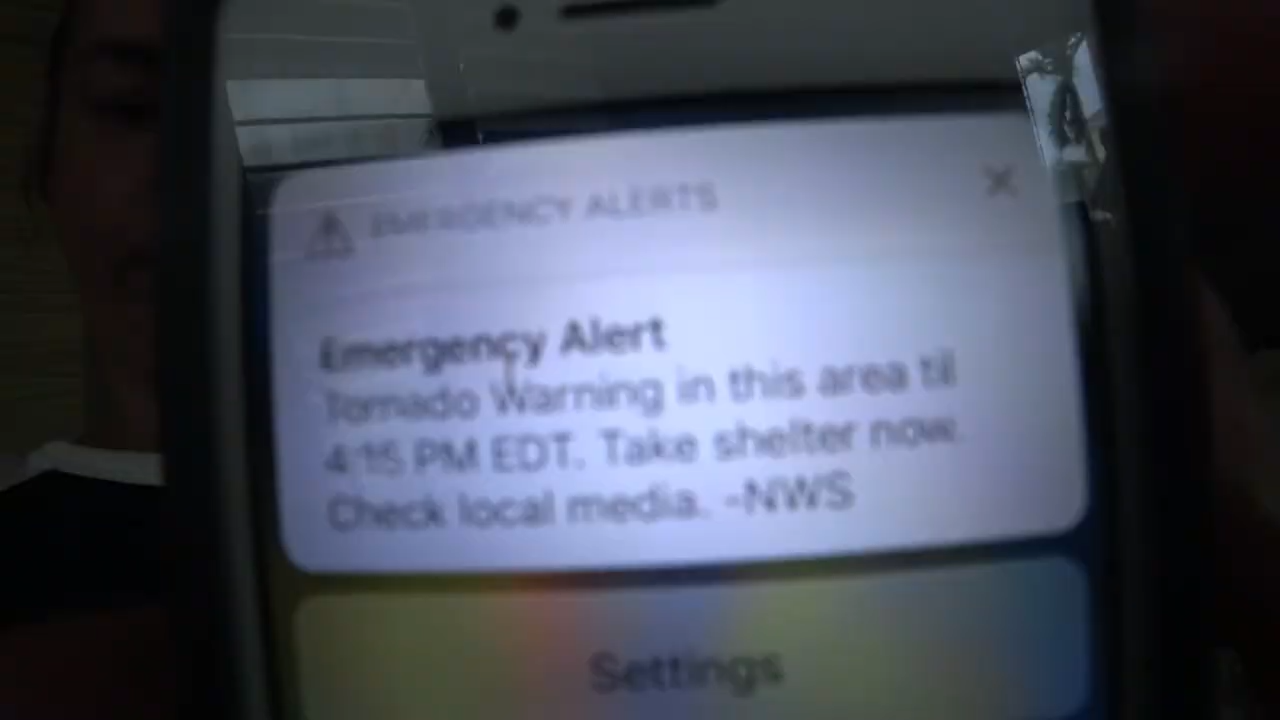 EMERGENCY ALERTS
Emergency Alert
Tornado Warning in this area til
4:15 PM EDT. Take shelter now.
Check local media. -NWS
Settings